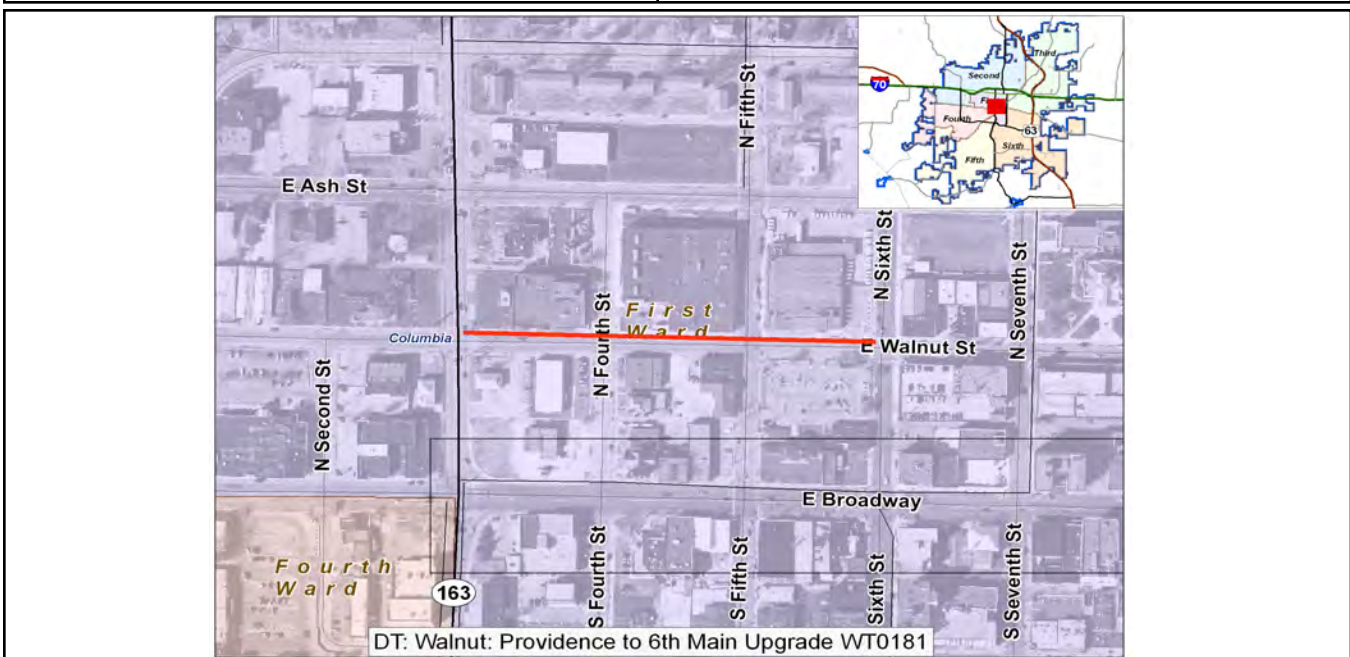 Third
Second
70
Fi
Fourth
63
Sixth
Fifth
N Fifth St
E Ash St
N Sixth St
N Seventh St
N Fourth St
First
Ward
Columbia
E Walnut St
N Second St
E Broadway
Fourth
Ward
163
S Fourth St
S Fifth St
Sixth St
S Seventh St
DT: Walnut: Providence to 6th Main Upgrade WT0181